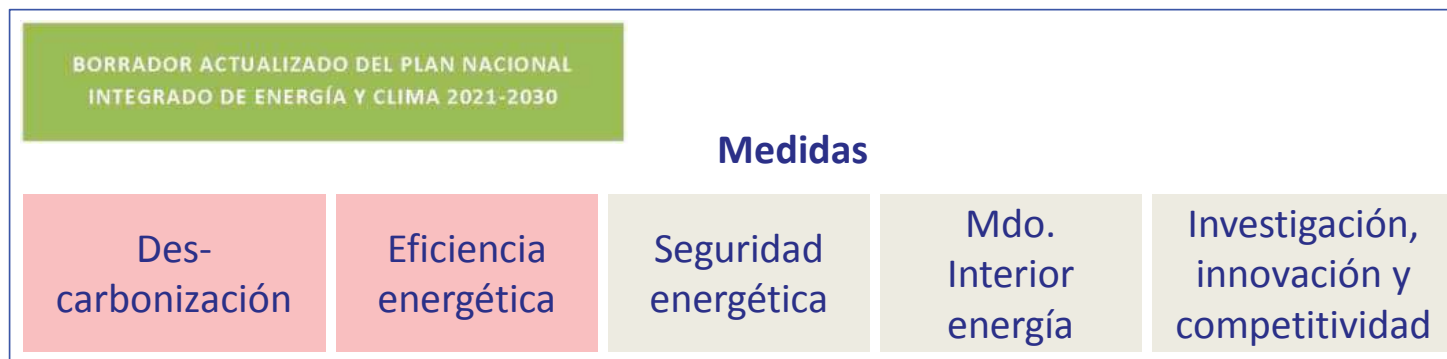 BORRADOR ACTUALIZADO DEL PLAN NACIONAL
INTEGRADO DE ENERGÍA Y CLIMA 2021-2030
Medidas
Des-
carbonización
Eficiencia
energética
Seguridad
energética
Mdo.
Interior
energía
Investigación,
innovación y
competitividad